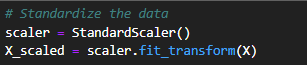 # Standardize the data
scaler = StandardScaler()
X_scaled = scaler.fit_transform(X)